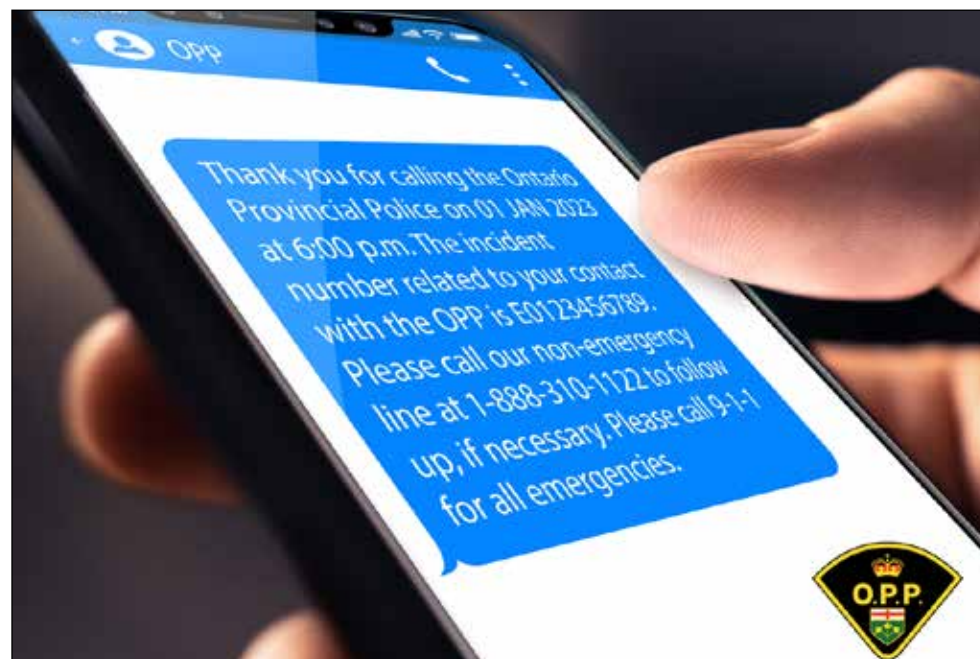 OPP
Thank you for calling the Ontario
Provincial Police on 01 JAN 2023
at 6:00 p.m. The incident
number related to your contact
with the OPP is E0123456789.
Please call our non-emergency
line at 1-888-310-1122 to follow
up, if necessary. Please call 9-1-1
for all emergencies.
O.P.P.